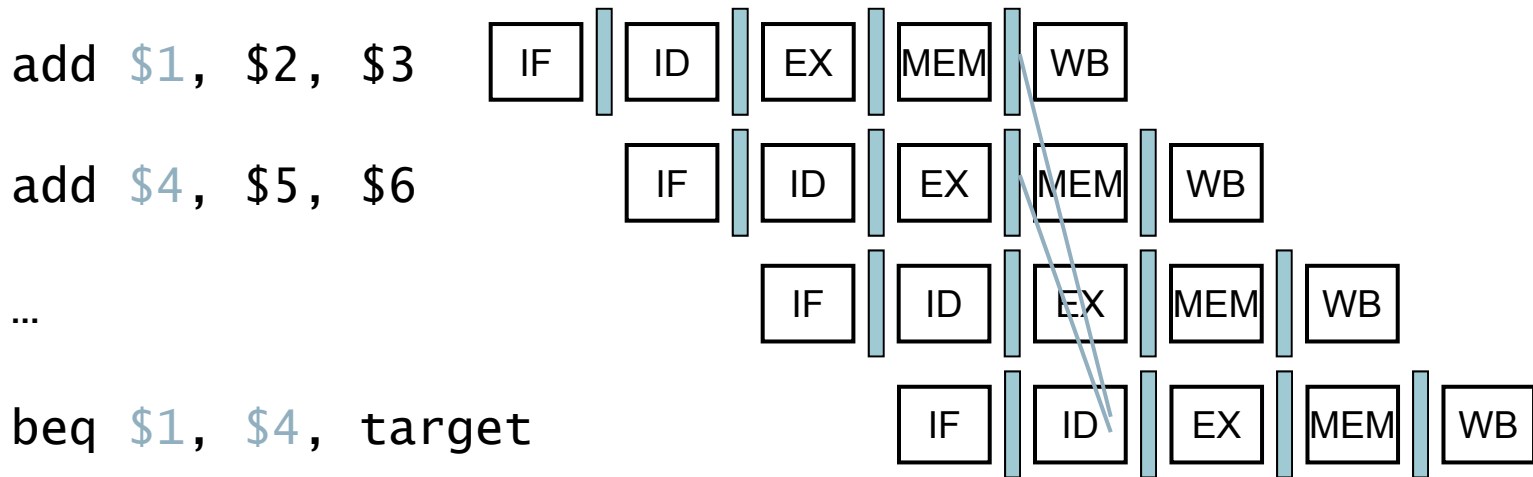 add $1, $2, $3 IF ID EX MEM WB
add $4, $5, $6 IF ID EX MEM WB
… IF ID EX MEM WB
beq $1, $4, target IF ID EX MEM WB